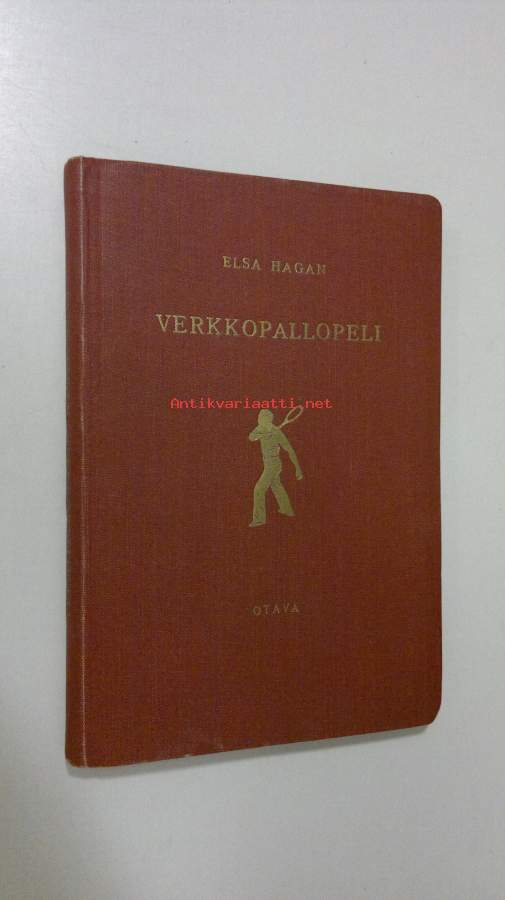 ELSA HAGAN
VERKKOPALLOPELI
Antikvariaatti.net
OTAVA